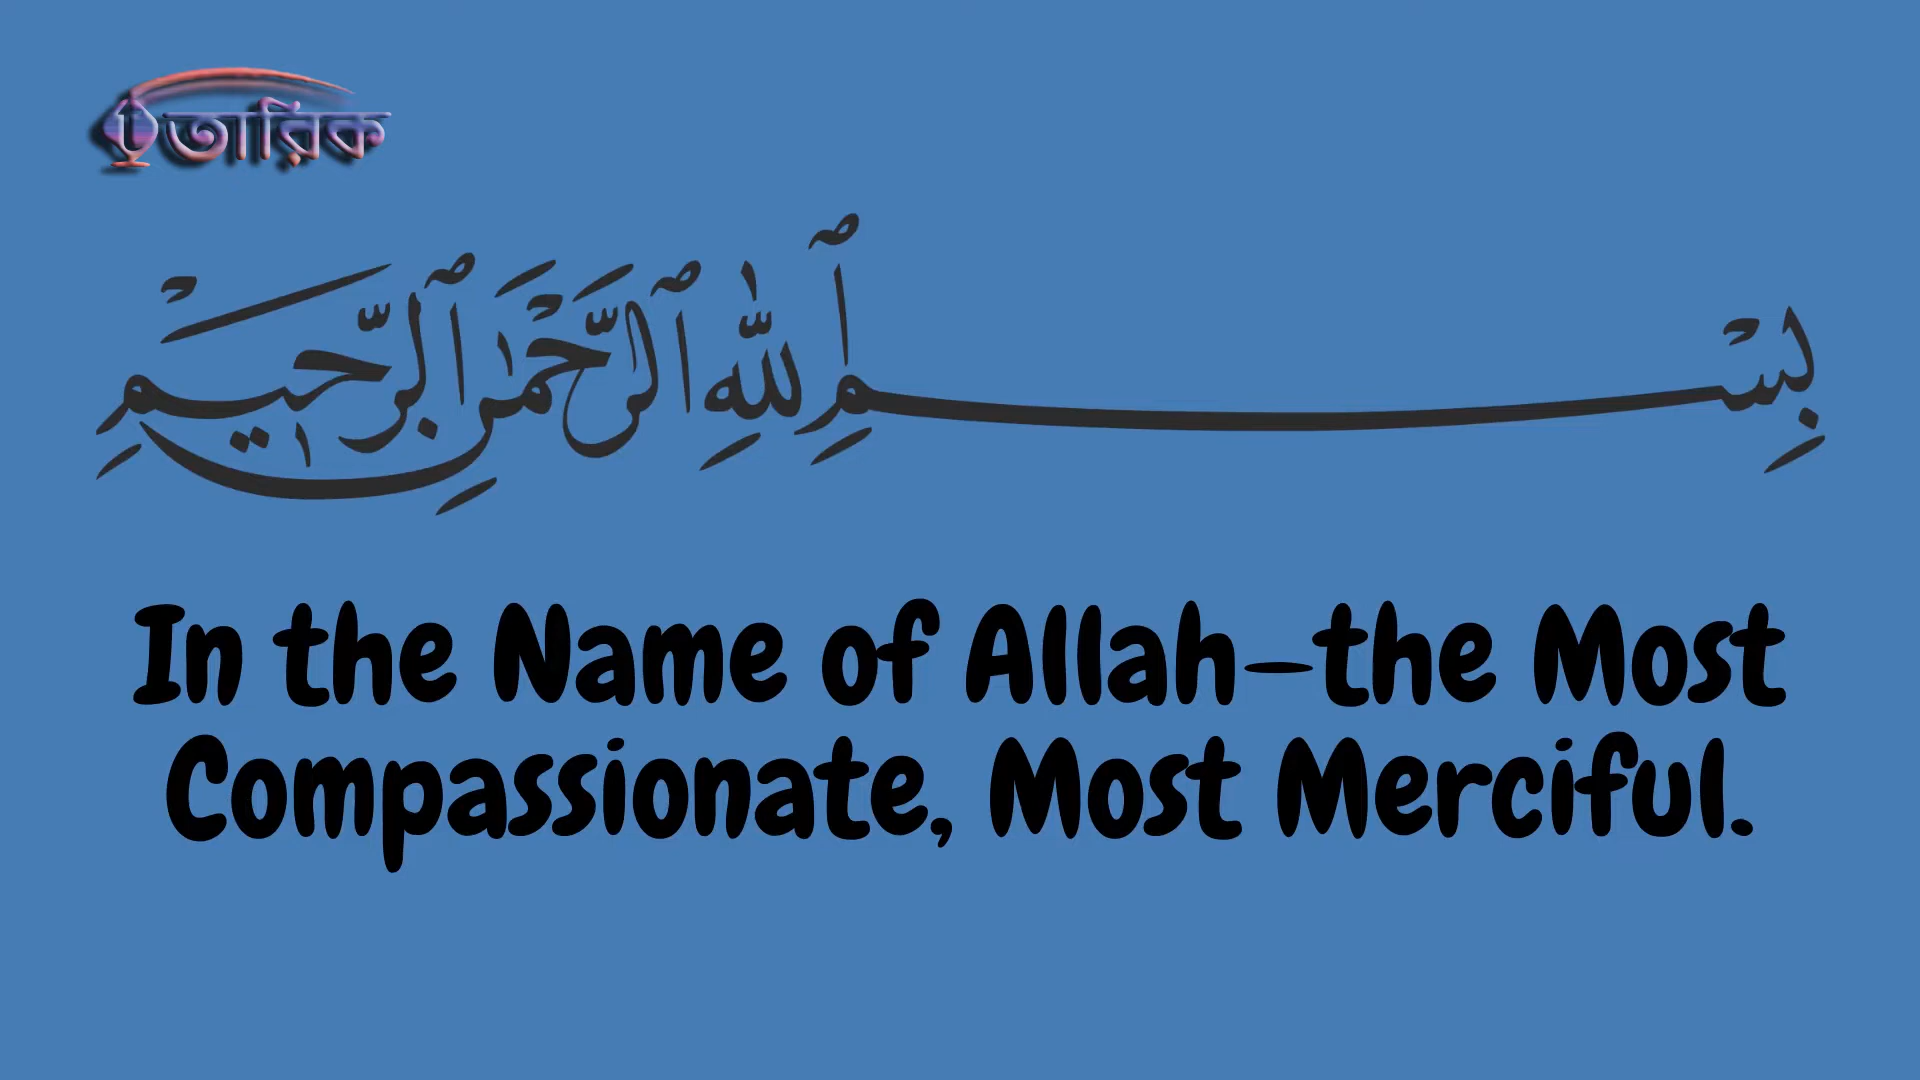 তারিক
بِسْمِ ٱللَّهِ ٱلرَّحْمَٰنِ ٱلرَّحِيمِ
In the Name of Allah—the Most
Compassionate, Most Merciful.